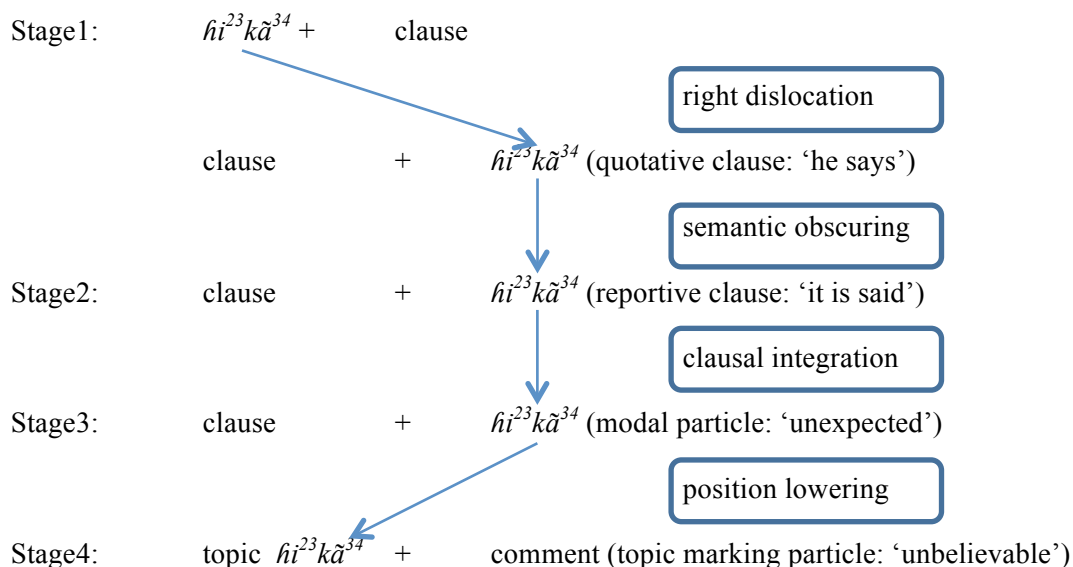 Stage1: ɦi²³kã³⁴ + clause
right dislocation
clause + ɦi²³kã³⁴ (quotative clause: ‘he says’)
semantic obscuring
Stage2: clause + ɦi²³kã³⁴ (reportive clause: ‘it is said’)
clausal integration
Stage3: clause + ɦi²³kã³⁴ (modal particle: ‘unexpected’)
position lowering
Stage4: topic ɦi²³kã³⁴ + comment (topic marking particle: ‘unbelievable’)